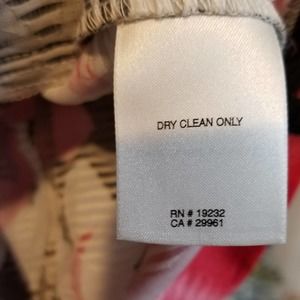 DRY CLEAN ONLY
RN # 19232
CA # 29961